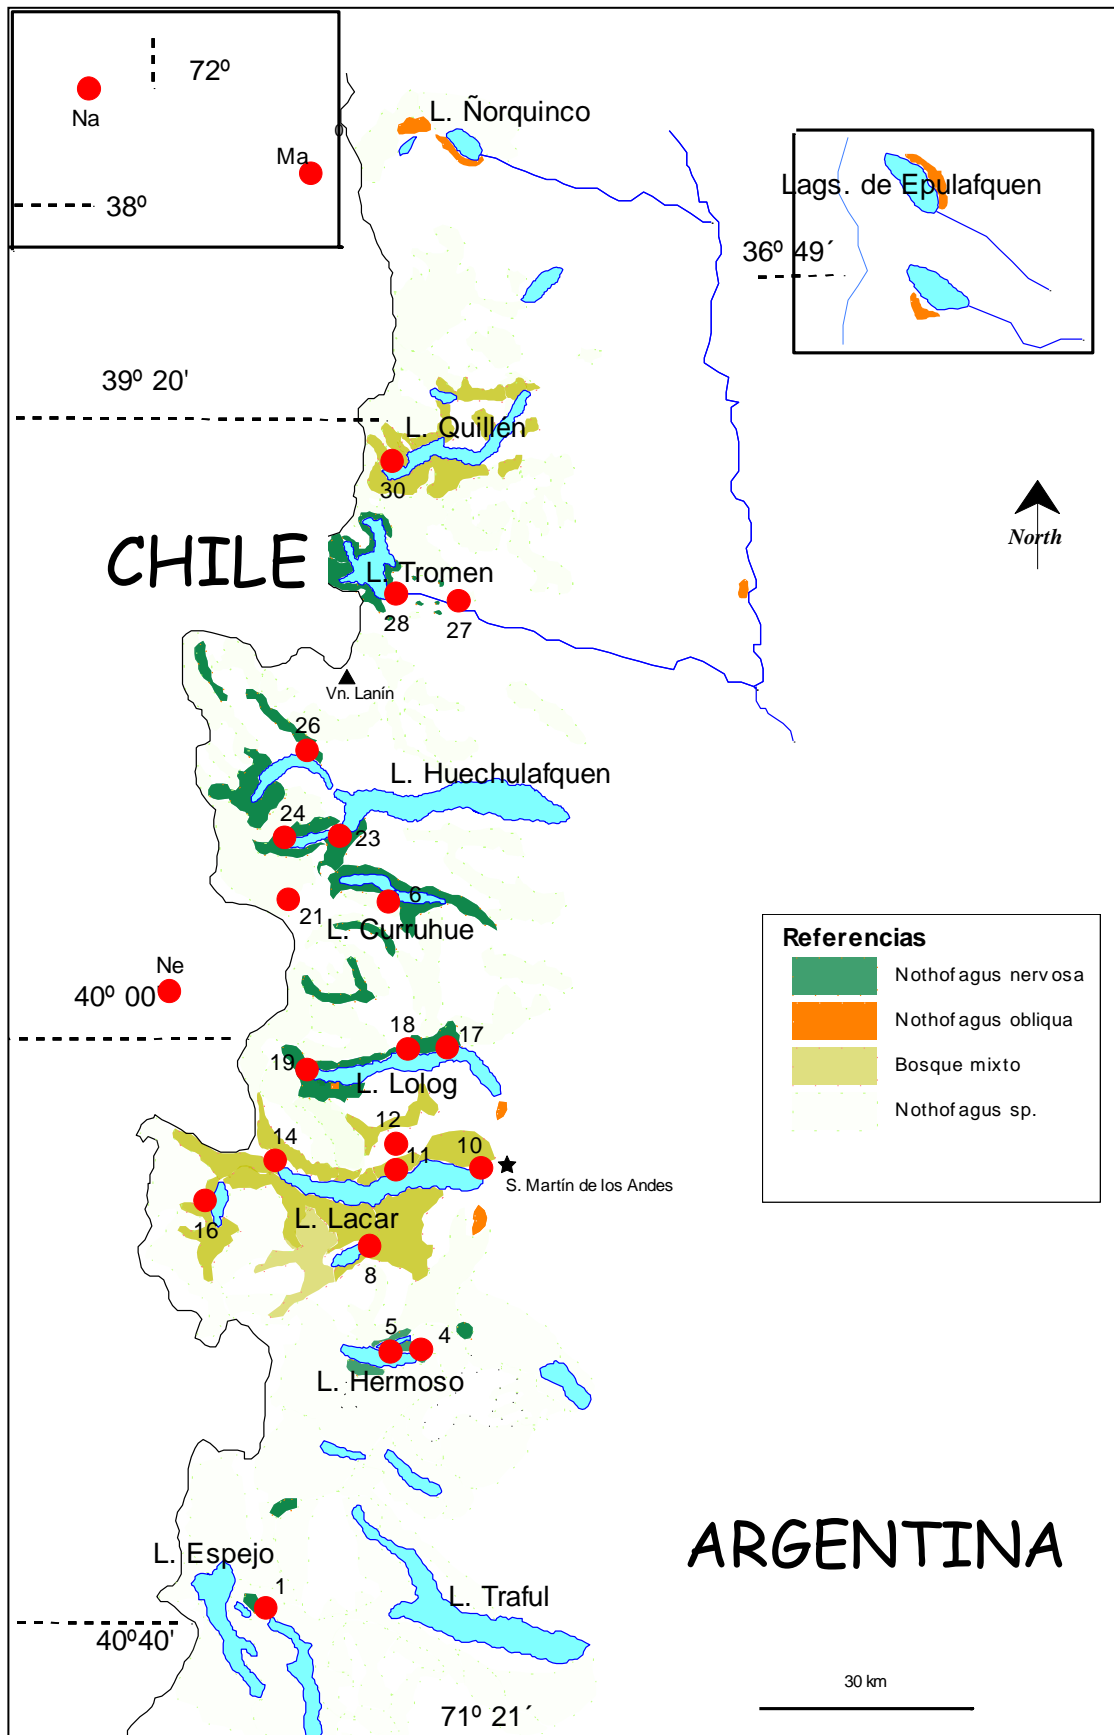 72º
Na
Ma
0
38º
L. Ñorquinco
Lags. de Epulafquen
36º 49´
39º 20'
L. Quillén
30
North
CHILE
L. Tromen
28
27
Vn. Lanín
26
L. Huechulafquen
24
23
6
21
L. Curruhue
Ne
40º 00'
Referencias
Nothofagus nervosa
Nothofagus obliqua
Bosque mixto
Nothofagus sp.
18
17
19
L. Lolog
12
14
11
10
S. Martín de los Andes
16
L. Lacar
8
5
4
L. Hermoso
ARGENTINA
L. Espejo
1
L. Traful
40º40'
30 km
71º 21´